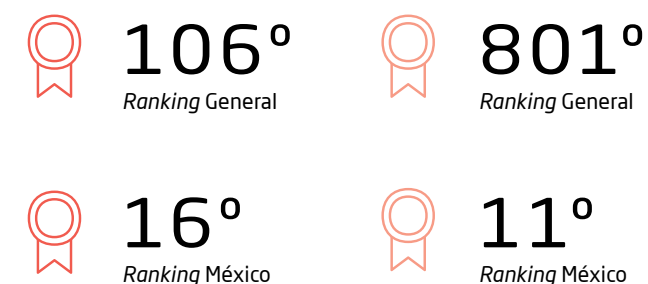 106º
Ranking General
801º
Ranking General
16º
Ranking México
11º
Ranking México